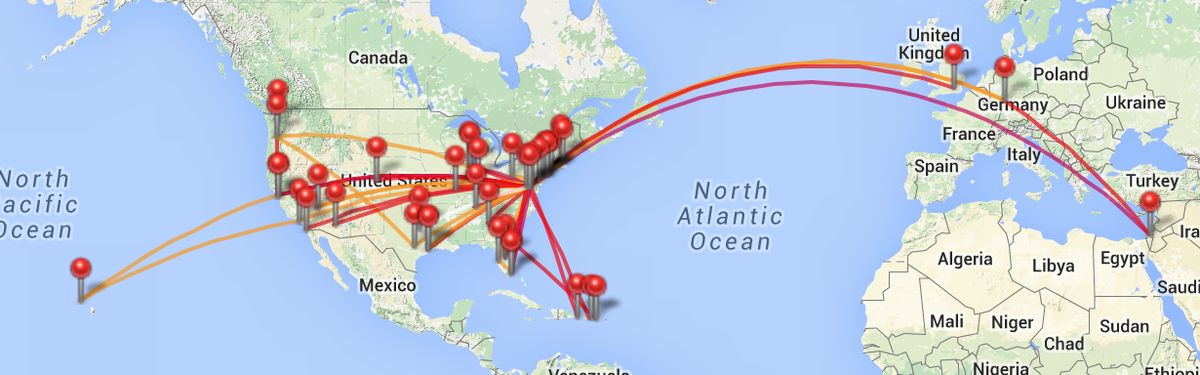 United
Kingdom
Canada
Poland
Germany
Ukraine
France
Italy
Spain
United States
Turkey
North
acific
Ocean
North
Atlantic
Ocean
Algeria
Libya
Egypt
Ira
Mexico
Saudi
Mali
Niger
Sudan
Chad
Nigeria
Ethiop
Venezuela